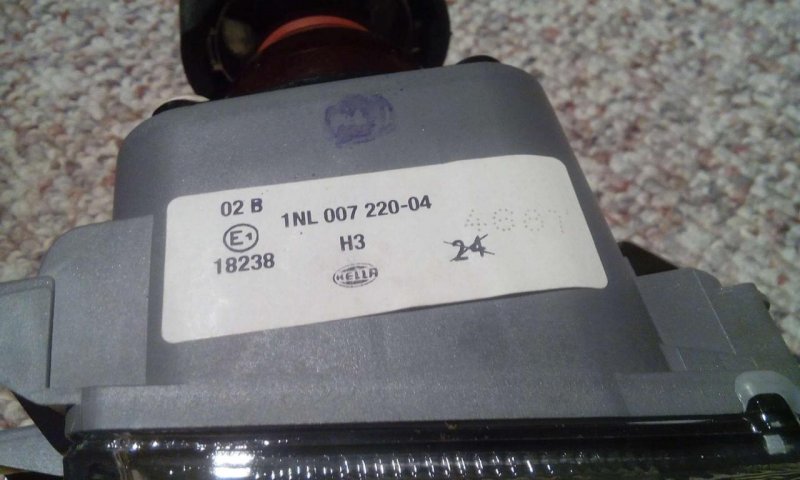 02 B
1NL 007 220-04
E1
H3
24
18238
HELLA